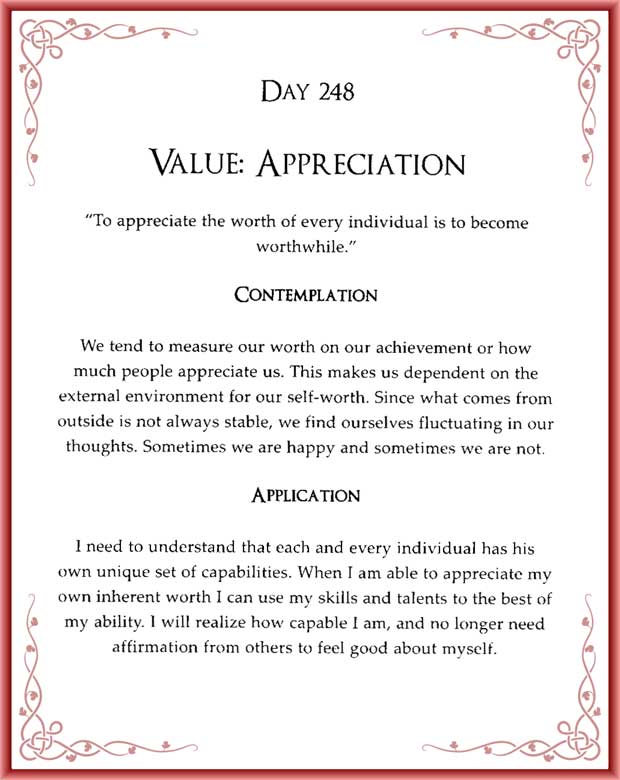 DAY 248
VALUE: APPRECIATION
“To appreciate the worth of every individual is to become
worthwhile.”
CONTEMPLATION
We tend to measure our worth on our achievement or how
much people appreciate us. This makes us dependent on the
external environment for our self-worth. Since what comes from
outside is not always stable, we find ourselves fluctuating in our
thoughts. Sometimes we are happy and sometimes we are not.
APPLICATION
I need to understand that each and every individual has his
own unique set of capabilities. When I am able to appreciate my
own inherent worth I can use my skills and talents to the best of
my ability. I will realize how capable I am, and no longer need
affirmation from others to feel good about myself.